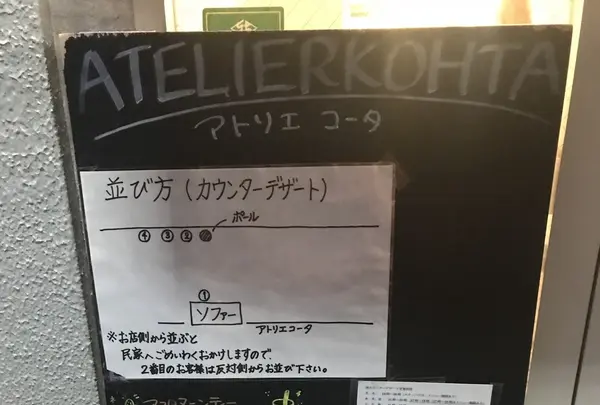 ATELIERKOHTA
アトリエ コータ
並び方(カウンターデザート)
ポール
④ ③ ②
①
ソファー
アトリエコータ
※お店側から並ぶと
民家へごめいわくおかけしますので、
2番目のお客様は反対側からお並び下さい。